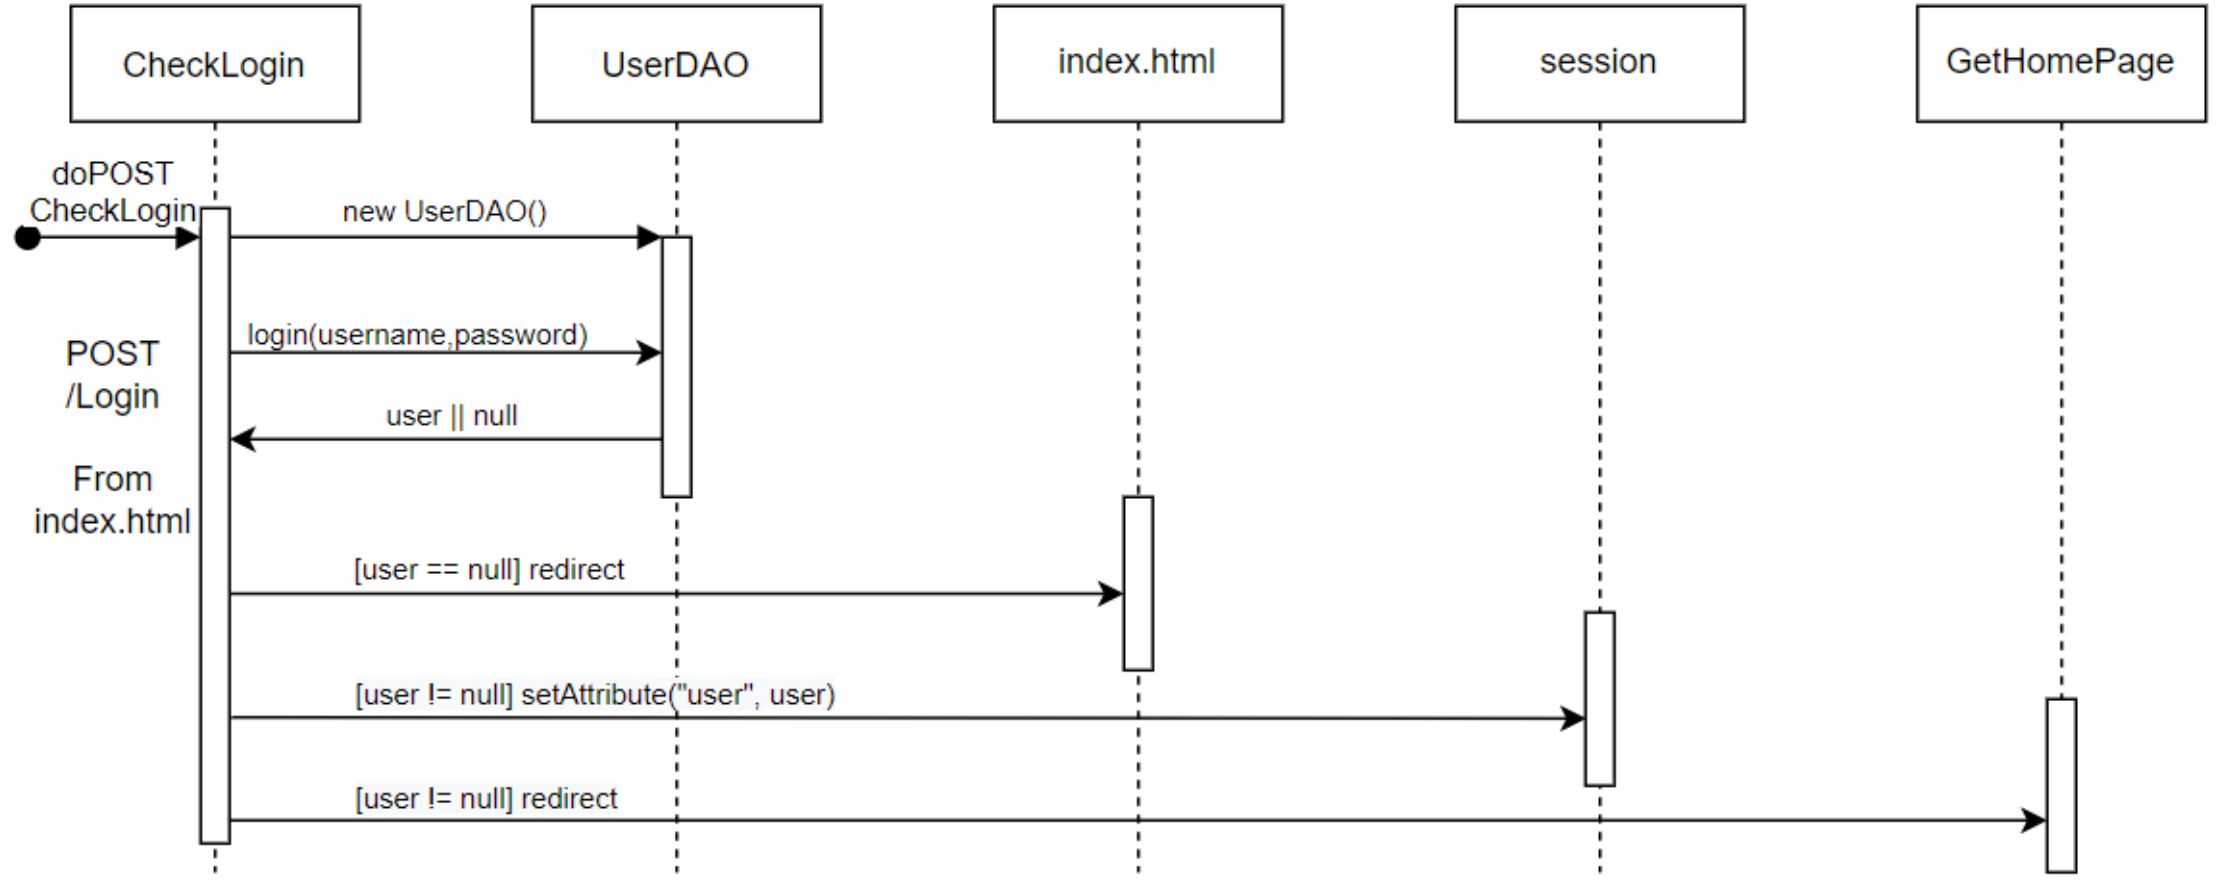 CheckLogin
UserDAO
index.html
session
GetHomePage
doPOST
CheckLogin
new UserDAO()
login(username,password)
POST
/Login
user || null
From
index.html
[user == null] redirect
[user != null] setAttribute("user", user)
[user != null] redirect